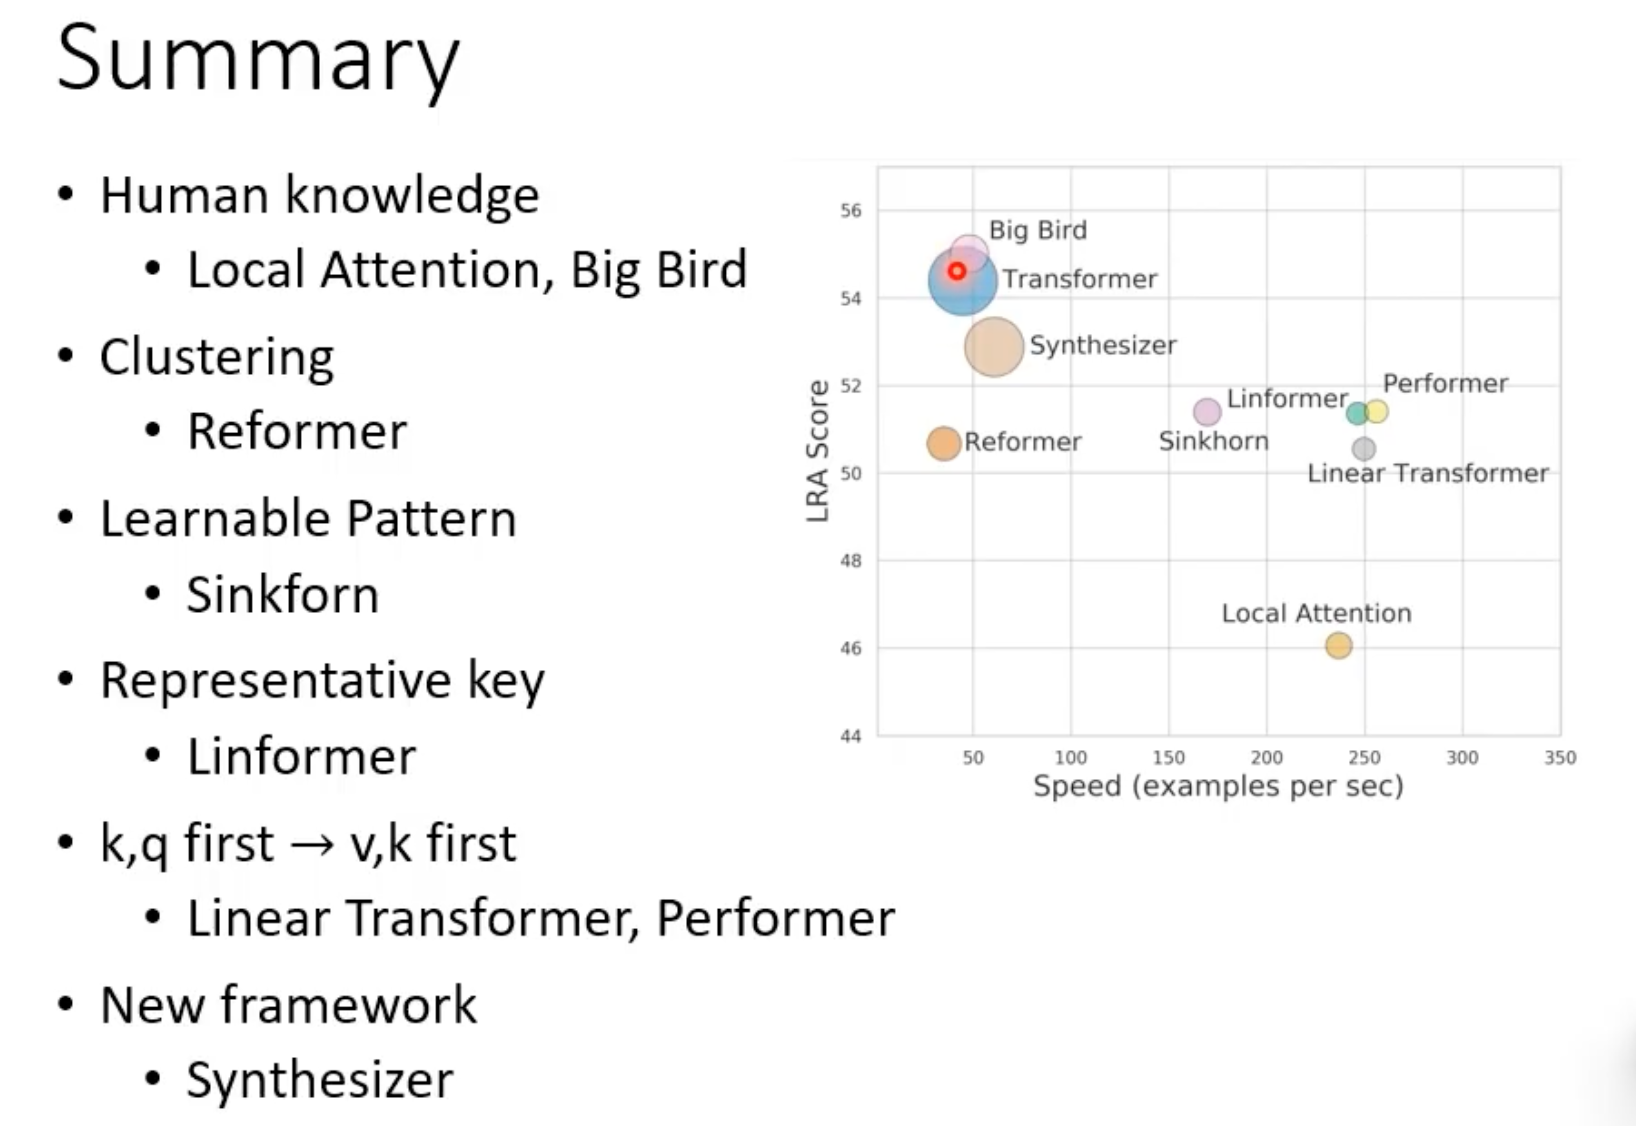 Summary
• Human knowledge
• Local Attention, Big Bird
• Clustering
• Reformer
• Learnable Pattern
• Sinkforn
• Representative key
• Linformer
• k,q first → v,k first
• Linear Transformer, Performer
• New framework
• Synthesizer
LRA Score
56
54
52
50
48
46
44
Big Bird
Transformer
Synthesizer
Performer
Linformer
Reformer
Sinkhorn
Linear Transformer
Local Attention
50 100 150 200 250 300 350
Speed (examples per sec)